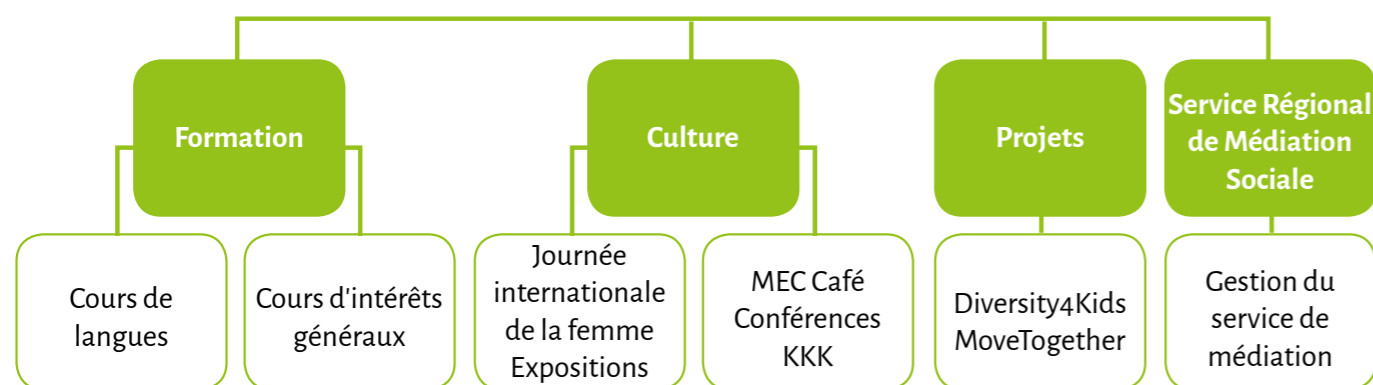 Formation
Culture
Projets
Service Régional
de Médiation
Sociale
Cours de
langues
Cours d'intérêts
généraux
Journée
internationale
de la femme
Expositions
MEC Café
Conférences
KKK
Diversity4Kids
MoveTogether
Gestion du
service de
médiation